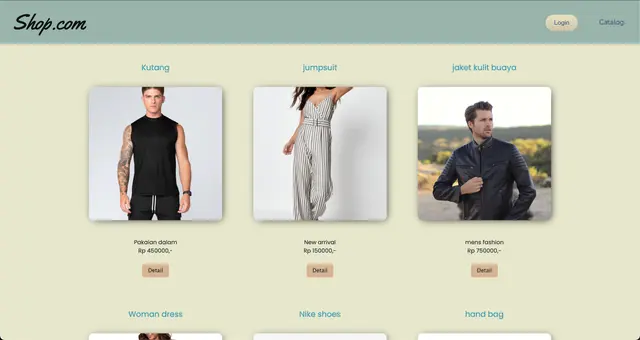 Shop.com
Login
Catalog
Kutang
jumpsuit
jaket kulit buaya
Pakaian dalam
New arrival
mens fashion
Rp 450000,-
Rp 150000,-
Rp 750000,-
Detail
Detail
Detail
Woman dress
Nike shoes
hand bag